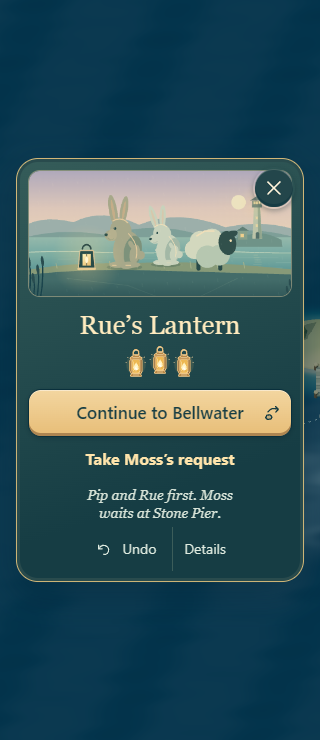 Rue’s Lantern
Continue to Bellwater
Take Moss’s request
Pip and Rue first. Moss
waits at Stone Pier.
Undo
Details